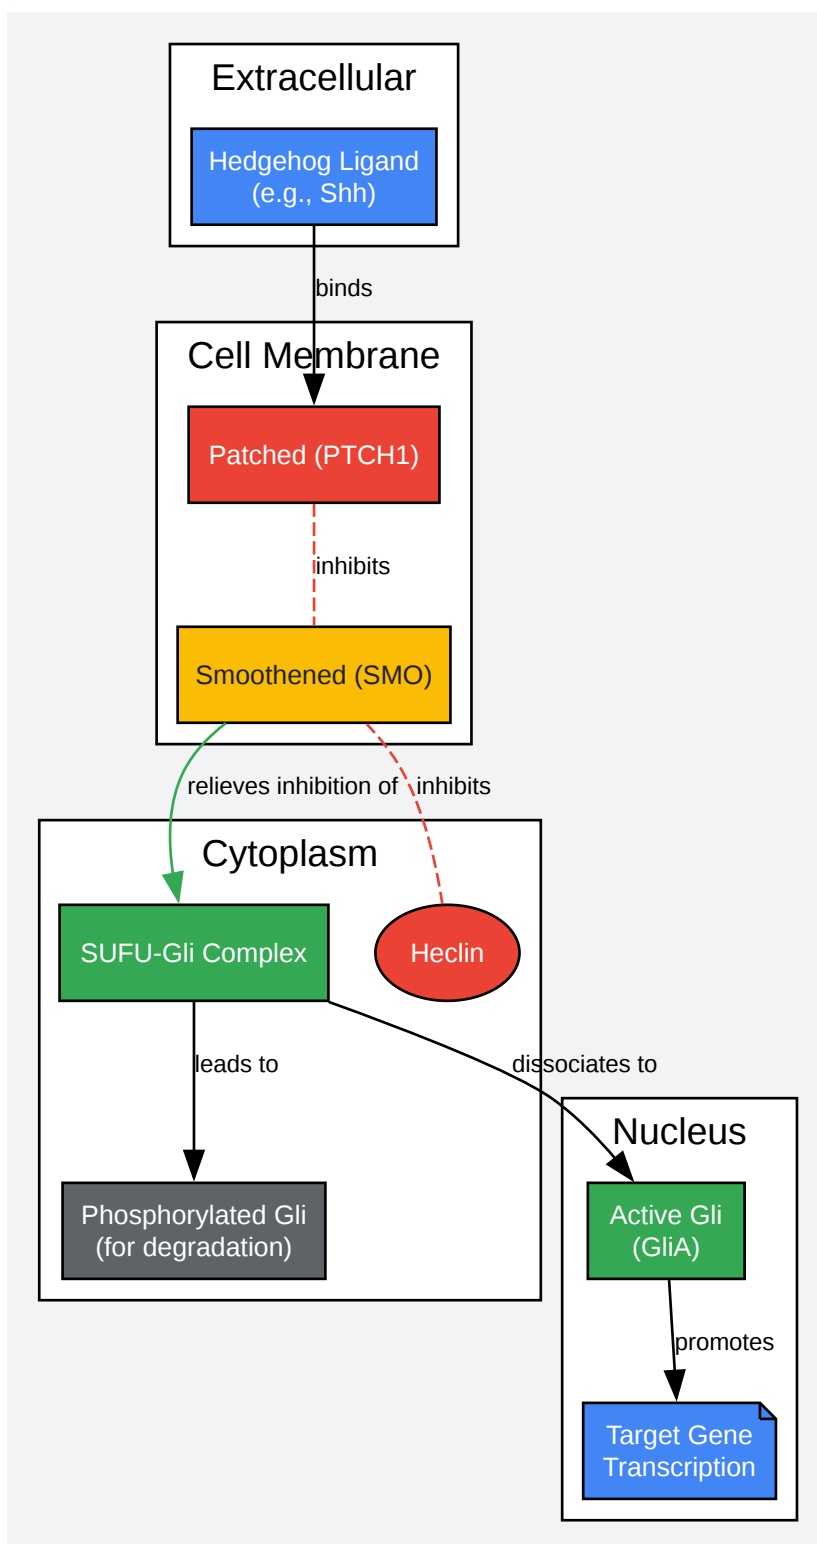 Extracellular
Hedgehog Ligand
(e.g., Shh)
binds
Cell Membrane
Patched (PTCH1)
inhibits
Smoothened (SMO)
relieves inhibition of
inhibits
Cytoplasm
SUFU-Gli Complex
Heclin
leads to
dissociates to
Nucleus
Phosphorylated Gli
(for degradation)
Active Gli
(GliA)
promotes
Target Gene
Transcription